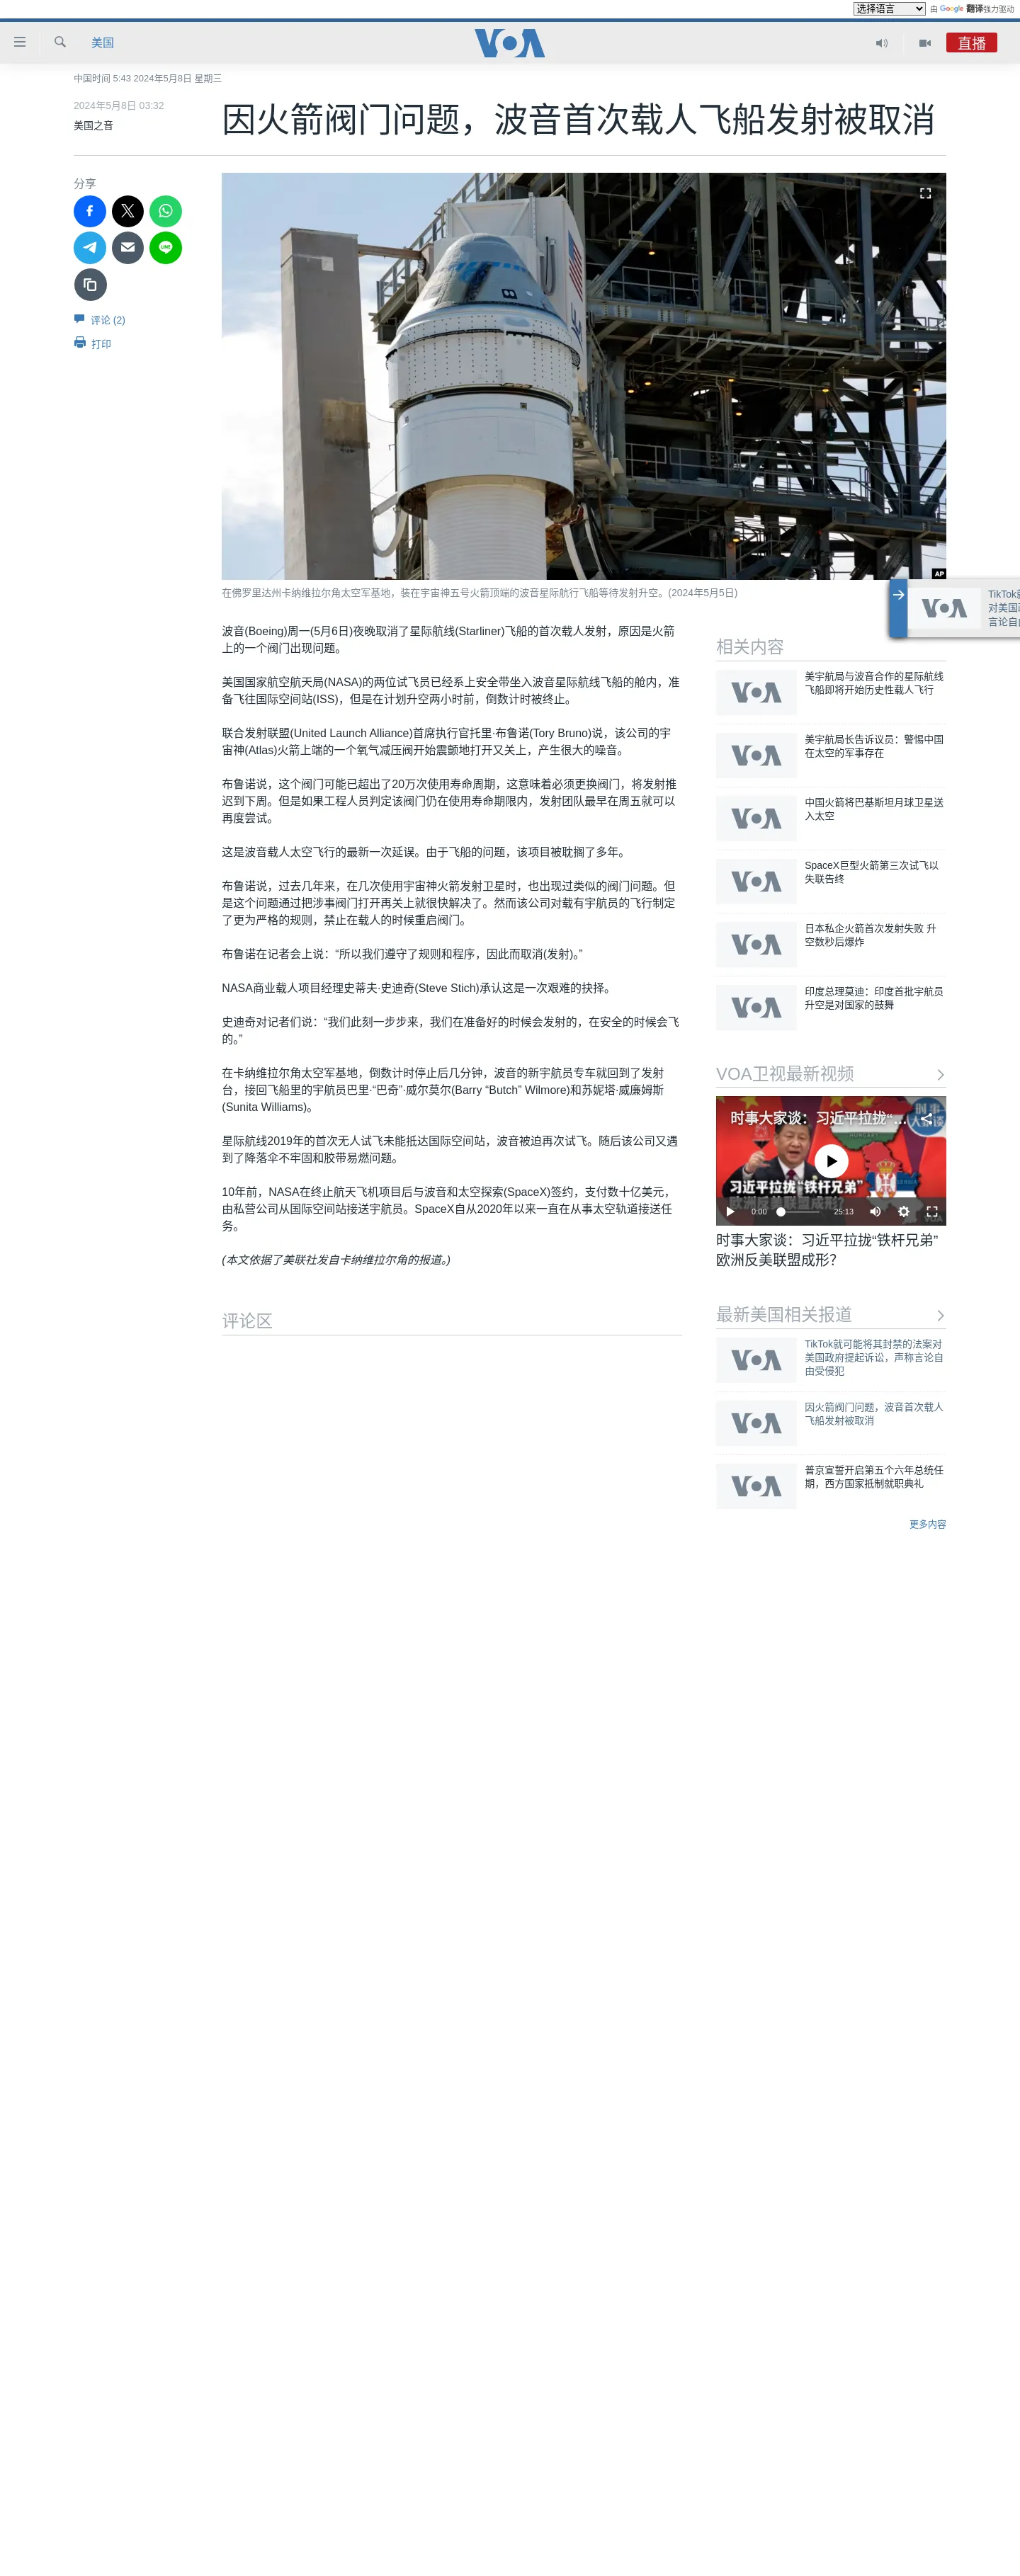 选择语言
由 Google 翻译强力驱动
美国
VOA
直播
中国时间 5:43 2024年5月8日 星期三
2024年5月8日 03:32
美国之音
因火箭阀门问题，波音首次载人飞船发射被取消
分享
评论 (2)
打印
AP
在佛罗里达州卡纳维拉尔角太空军基地，装在宇宙神五号火箭顶端的波音星际航行飞船等待发射升空。(2024年5月5日)
波音(Boeing)周一(5月6日)夜晚取消了星际航线(Starliner)飞船的首次载人发射，原因是火箭
上的一个阀门出现问题。
美国国家航空航天局(NASA)的两位试飞员已经系上安全带坐入波音星际航线飞船的舱内，准
备飞往国际空间站(ISS)，但是在计划升空两小时前，倒数计时被终止。
联合发射联盟(United Launch Alliance)首席执行官托里·布鲁诺(Tory Bruno)说，该公司的宇
宙神(Atlas)火箭上端的一个氧气减压阀开始震颤地打开又关上，产生很大的噪音。
布鲁诺说，这个阀门可能已超出了20万次使用寿命周期，这意味着必须更换阀门，将发射推
迟到下周。但是如果工程人员判定该阀门仍在使用寿命期限内，发射团队最早在周五就可以
再度尝试。
这是波音载人太空飞行的最新一次延误。由于飞船的问题，该项目被耽搁了多年。
布鲁诺说，过去几年来，在几次使用宇宙神火箭发射卫星时，也出现过类似的阀门问题。但
是这个问题通过把涉事阀门打开再关上就很快解决了。然而该公司对载有宇航员的飞行制定
了更为严格的规则，禁止在载人的时候重启阀门。
布鲁诺在记者会上说：“所以我们遵守了规则和程序，因此而取消(发射)。”
NASA商业载人项目经理史蒂夫·史迪奇(Steve Stich)承认这是一次艰难的抉择。
史迪奇对记者们说：“我们此刻一步步来，我们在准备好的时候会发射的，在安全的时候会飞
的。”
在卡纳维拉尔角太空军基地，倒数计时停止后几分钟，波音的新宇航员专车就回到了发射
台，接回飞船里的宇航员巴里·“巴奇”·威尔莫尔(Barry “Butch” Wilmore)和苏妮塔·威廉姆斯
(Sunita Williams)。
星际航线2019年的首次无人试飞未能抵达国际空间站，波音被迫再次试飞。随后该公司又遇
到了降落伞不牢固和胶带易燃问题。
10年前，NASA在终止航天飞机项目后与波音和太空探索(SpaceX)签约，支付数十亿美元，
由私营公司从国际空间站接送宇航员。SpaceX自从2020年以来一直在从事太空轨道接送任
务。
(本文依据了美联社发自卡纳维拉尔角的报道。)
评论区
VOA
TikTok就
对美国政
言论自由
相关内容
VOA
美宇航局与波音合作的星际航线
飞船即将开始历史性载人飞行
VOA
美宇航局长告诉议员：警惕中国
在太空的军事存在
VOA
中国火箭将巴基斯坦月球卫星送
入太空
VOA
SpaceX巨型火箭第三次试飞以
失联告终
VOA
日本私企火箭首次发射失败 升
空数秒后爆炸
VOA
印度总理莫迪：印度首批宇航员
升空是对国家的鼓舞
VOA卫视最新视频
时事大家谈：习近平拉拢“...
习近平拉拢“铁杆兄弟”
欧洲反美联盟成形？
0:00
25:13
时事大家谈：习近平拉拢“铁杆兄弟”
欧洲反美联盟成形？
最新美国相关报道
VOA
TikTok就可能将其封禁的法案对
美国政府提起诉讼，声称言论自
由受侵犯
VOA
因火箭阀门问题，波音首次载人
飞船发射被取消
VOA
普京宣誓开启第五个六年总统任
期，西方国家抵制就职典礼
更多内容